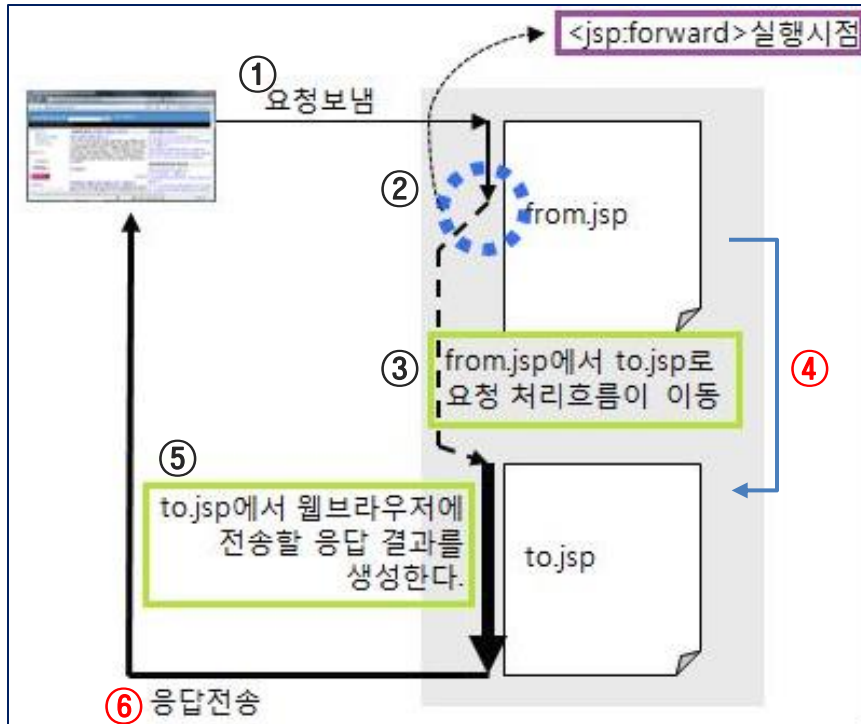 <jsp:forward>실행시점
①
요청보냄
②
from.jsp
③
from.jsp에서 to.jsp로
요청 처리흐름이 이동
④
⑤
to.jsp에서 웹브라우저에
전송할 응답 결과를
생성한다.
to.jsp
⑥ 응답전송